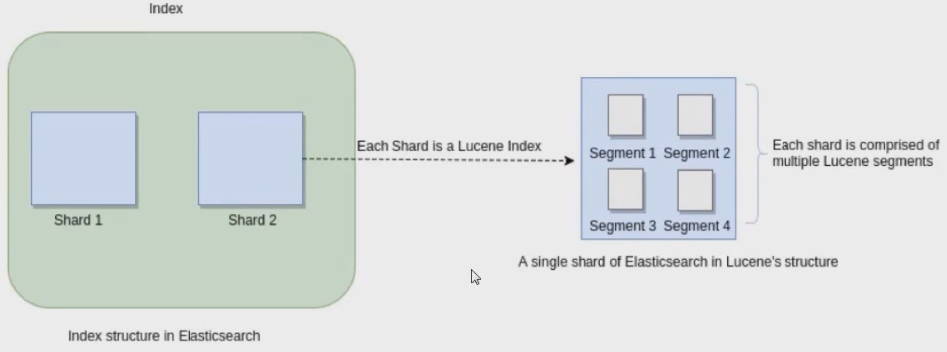 Index
Shard 1
Shard 2
Index structure in Elasticsearch
Each Shard is a Lucene Index
Segment 1 Segment 2
Segment 3 Segment 4
Each shard is comprised of
multiple Lucene segments
A single shard of Elasticsearch in Lucene's structure